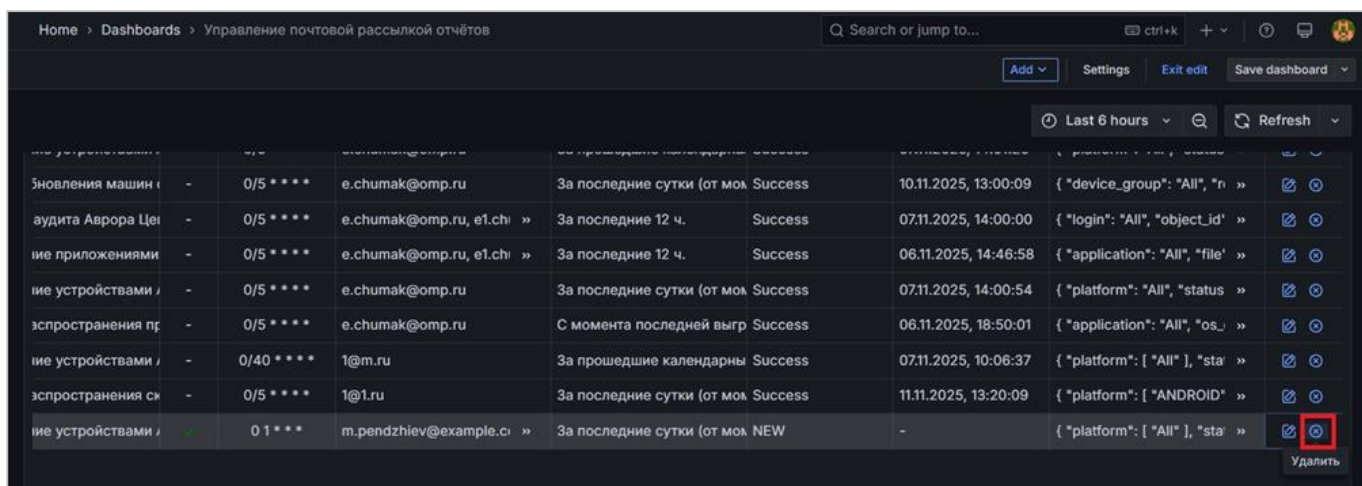 Home > Dashboards > Управление почтовой рассылкой отчётов Search or jump to... ctrl+k
Add Settings Exit edit Save dashboard
Last 6 hours Refresh
бновления машин - 0/5 * * * * e.chumak@omp.ru За последние сутки (от мом Success 10.11.2025, 13:00:09 { "device_group": "All", "r »
аудита Аврора Це - 0/5 * * * * e.chumak@omp.ru, e1.ch » За последние 12 ч. Success 07.11.2025, 14:00:00 { "login": "All", "object_id" »
ие приложениями - 0/5 * * * * e.chumak@omp.ru, e1.ch » За последние 12 ч. Success 06.11.2025, 14:46:58 { "application": "All", "file" »
ие устройствами - 0/5 * * * * e.chumak@omp.ru За последние сутки (от мом Success 07.11.2025, 14:00:54 { "platform": "All", "status »
аспространения пр - 0/5 * * * * e.chumak@omp.ru С момента последней выгр Success 06.11.2025, 18:50:01 { "application": "All", "os_ »
ие устройствами - 0/40 * * * * 1@m.ru За прошедшие календарны Success 07.11.2025, 10:06:37 { "platform": [ "All" ], "sta »
аспространения ск - 0/5 * * * * 1@1.ru За последние сутки (от мом Success 11.11.2025, 13:20:09 { "platform": [ "ANDROID" »
ие устройствами 0 1 * * * m.pendzhiev@example.c » За последние сутки (от мом NEW - { "platform": [ "All" ], "sta »
Удалить